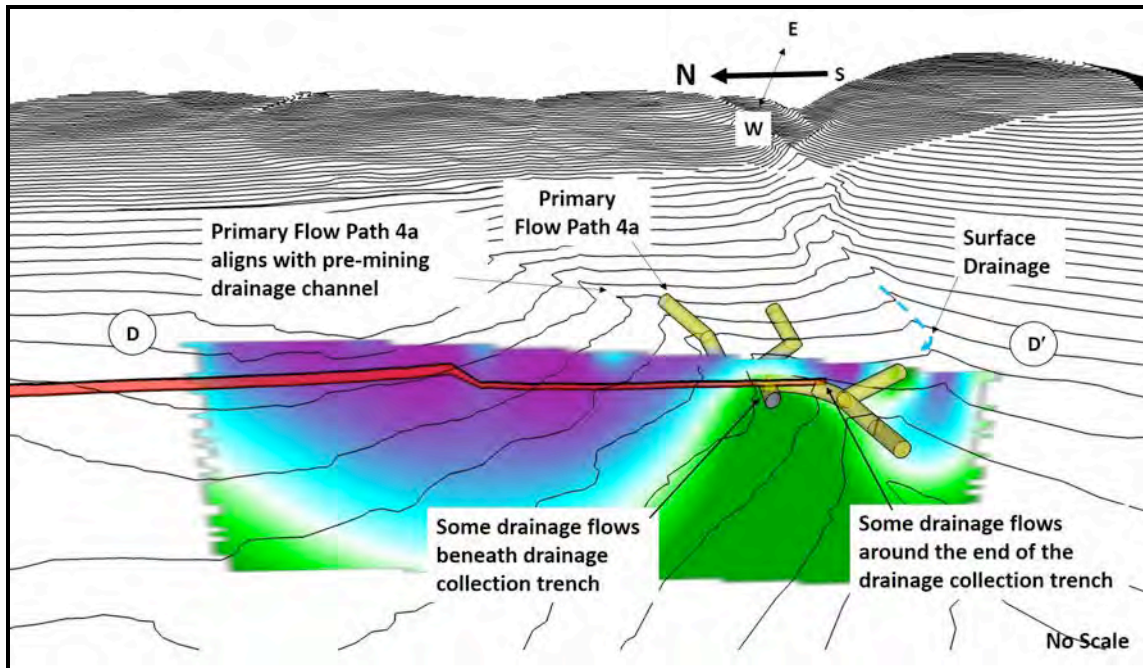 E
N
S
W
Primary
Flow Path 4a
Primary Flow Path 4a
aligns with pre-mining
drainage channel
Surface
Drainage
D
D'
Some drainage flows
beneath drainage
collection trench
Some drainage flows
around the end of the
drainage collection trench
No Scale